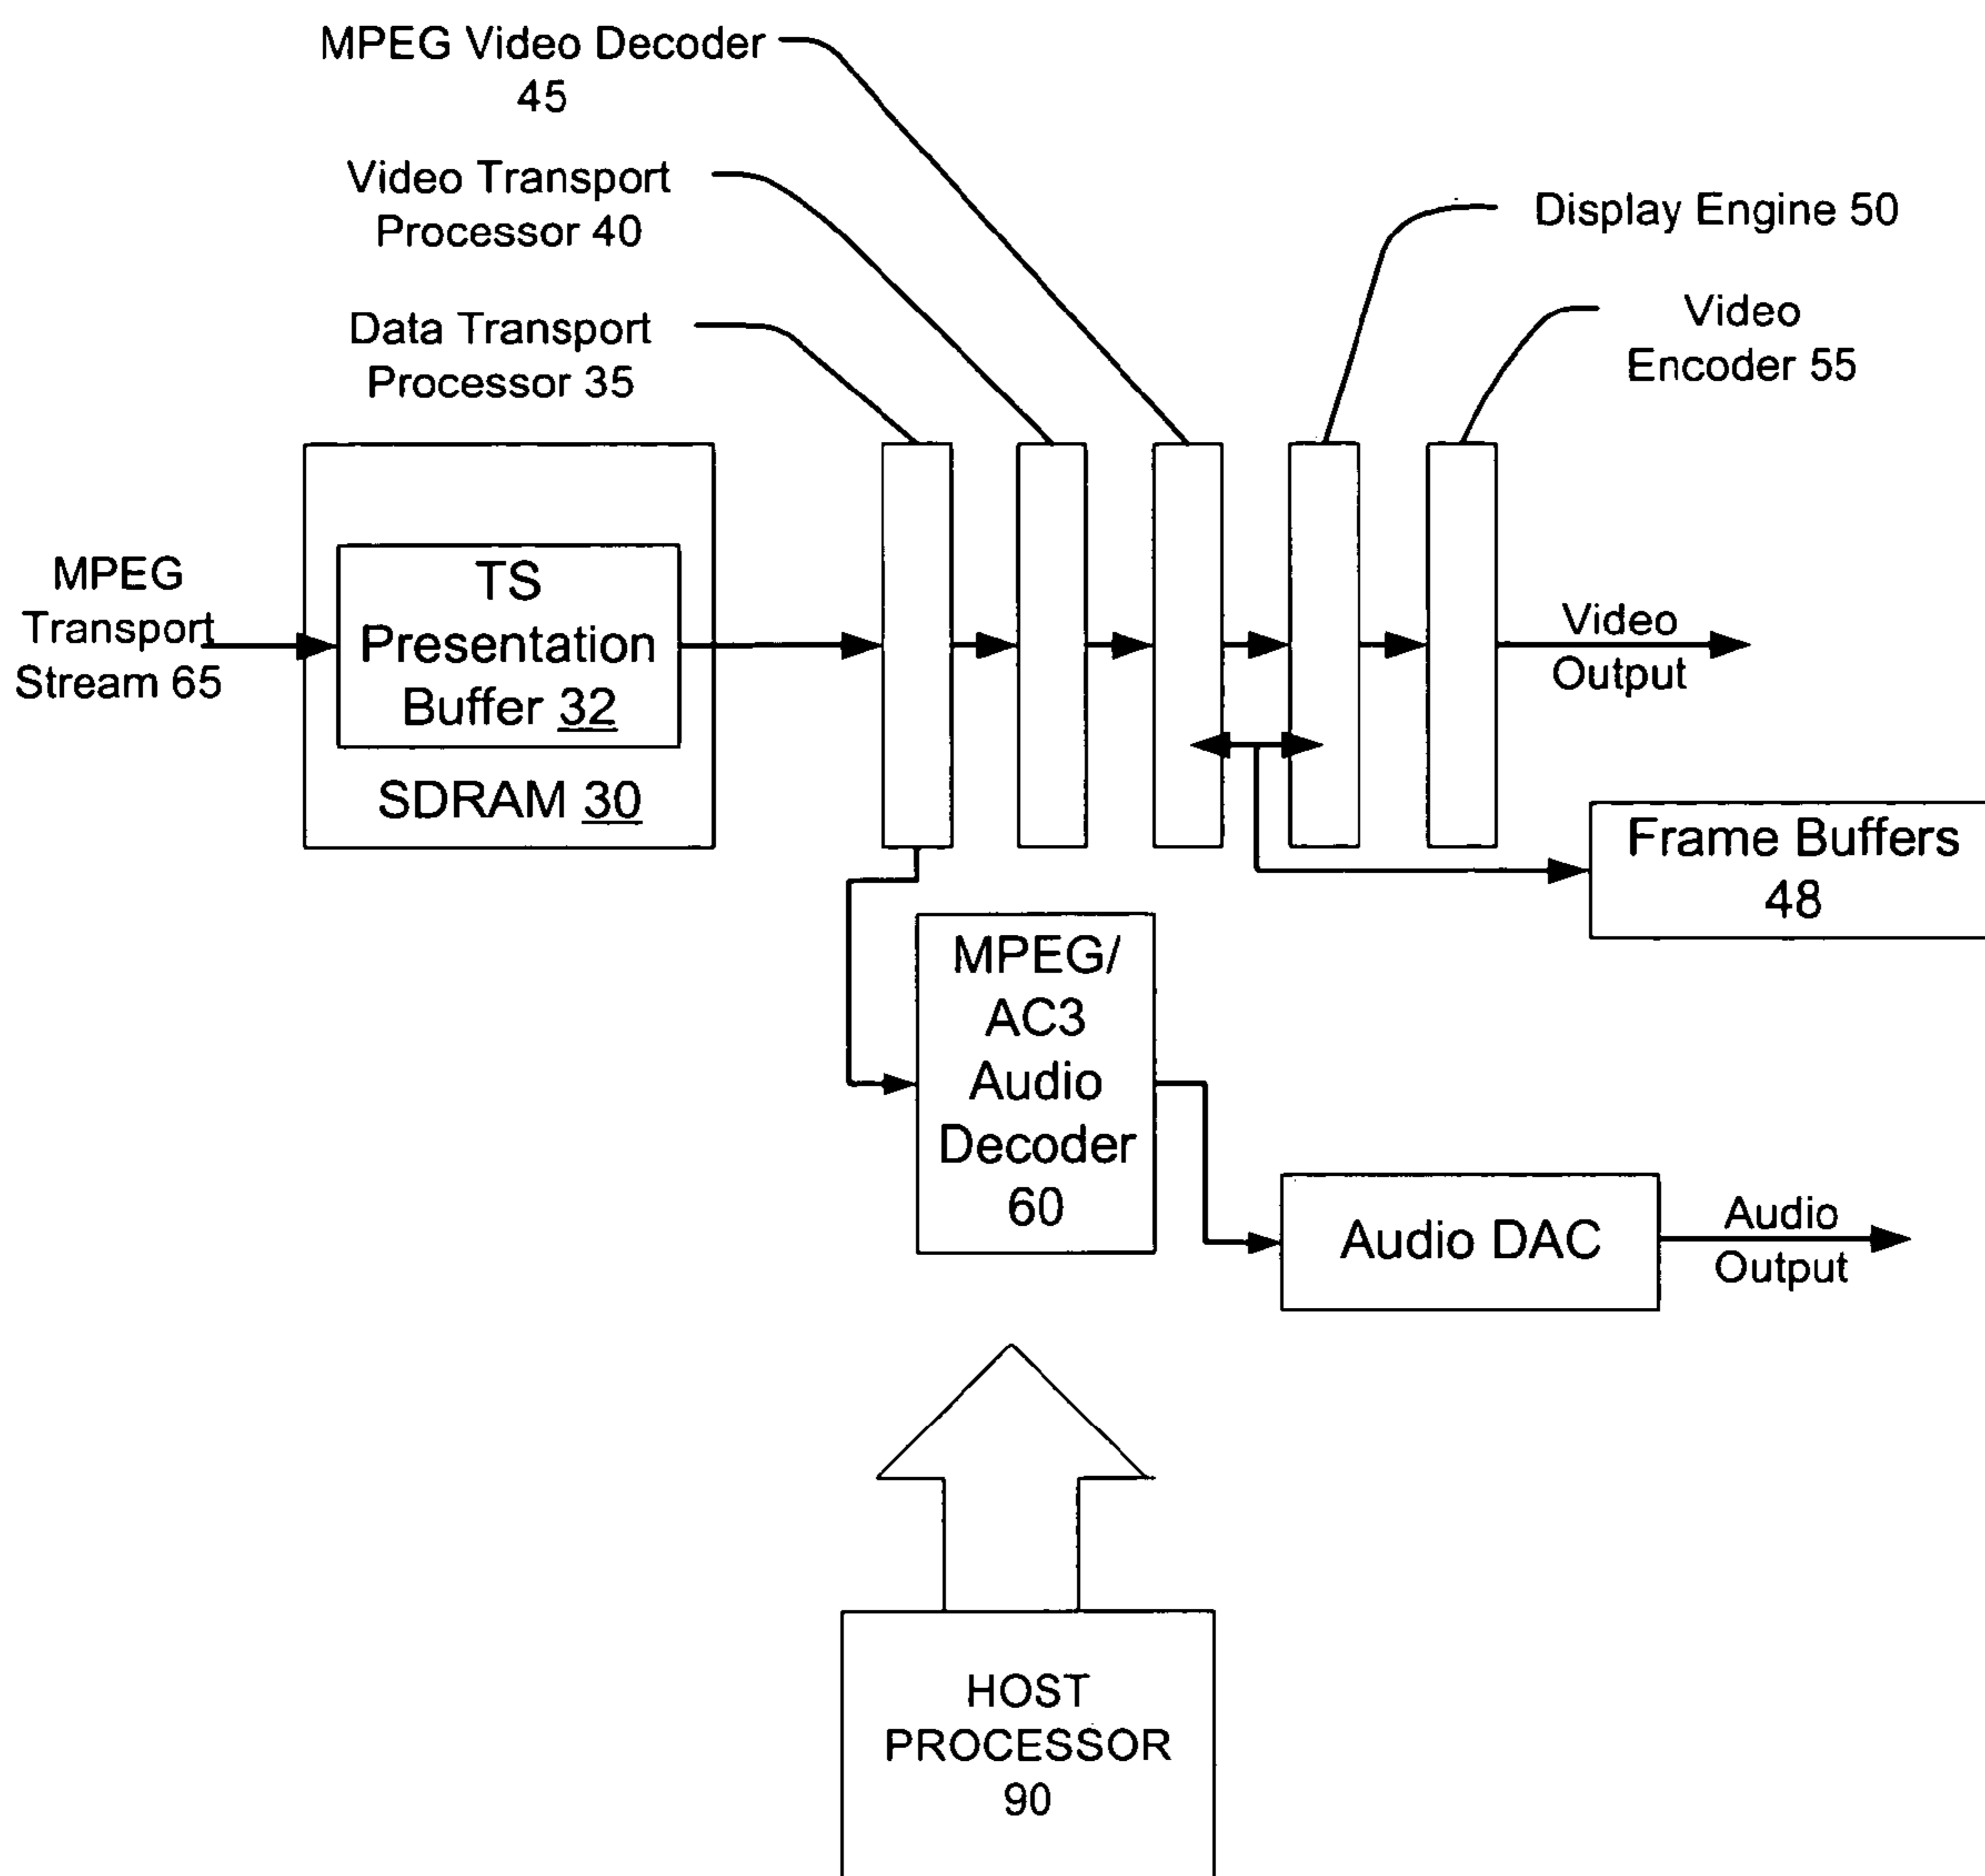 MPEG Video Decoder
45
Video Transport
Processor 40
Data Transport
Processor 35
Display Engine 50
Video
Encoder 55
MPEG
Transport
Stream 65
TS
Presentation
Buffer 32
SDRAM 30
Video
Output
Frame Buffers
48
MPEG/
AC3
Audio
Decoder
60
Audio DAC
Audio
Output
HOST
PROCESSOR
90